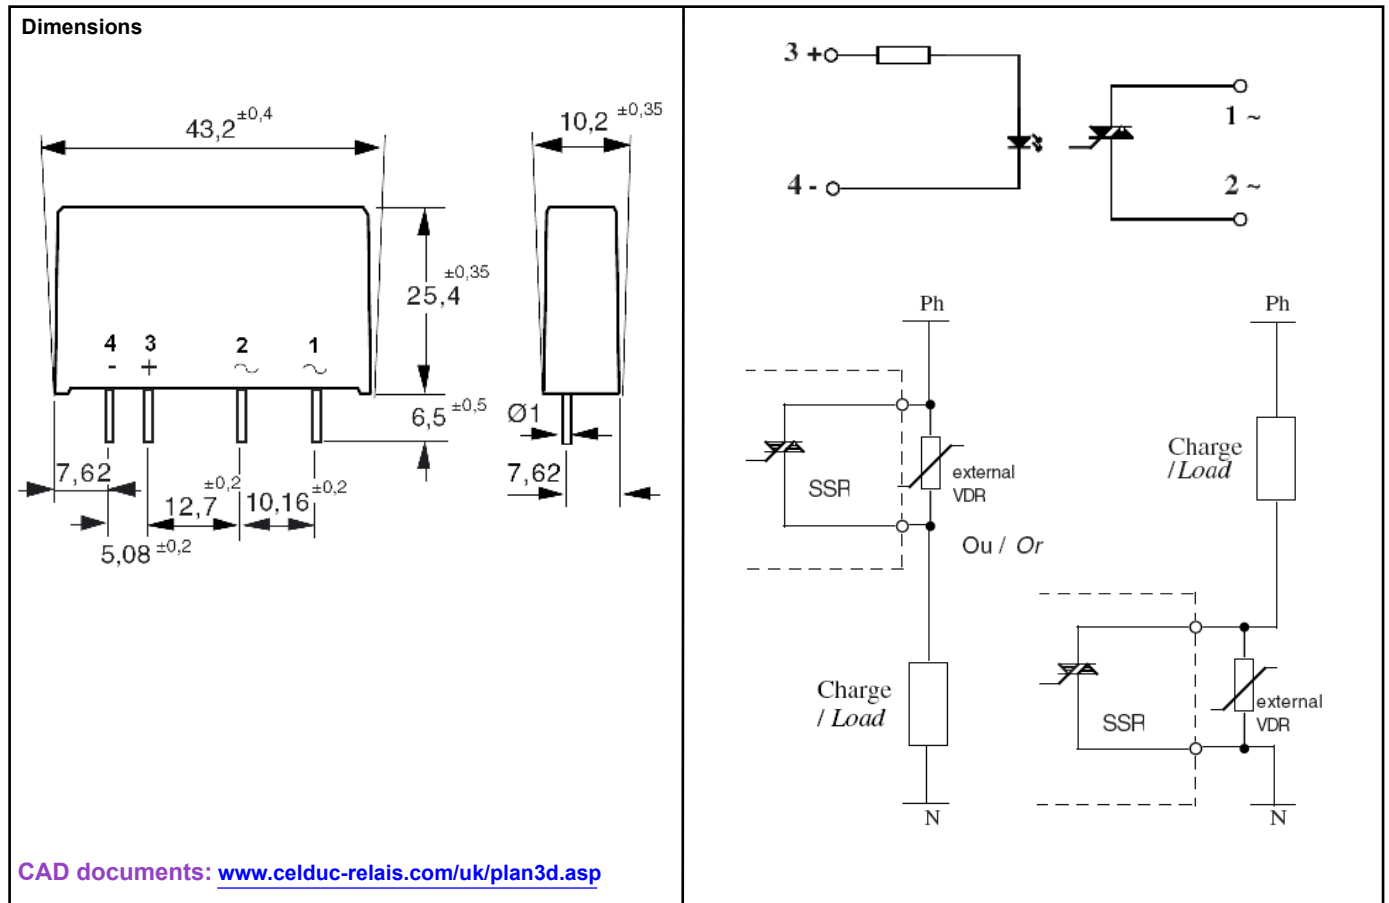 Dimensions
43,2 ±0,4
10,2 ±0,35
25,4 ±0,35
4 3 2 1
- + ~ ~
6,5 ±0,5
Ø1
7,62
12,7 ±0,2
10,16 ±0,2
5,08 ±0,2
7,62
CAD documents: www.celduc-relais.com/uk/plan3d.asp
3 +
4 -
1 ~
2 ~
Ph
SSR
external
VDR
Ou / Or
Charge
/ Load
N
Ph
Charge
/Load
SSR
external
VDR
N